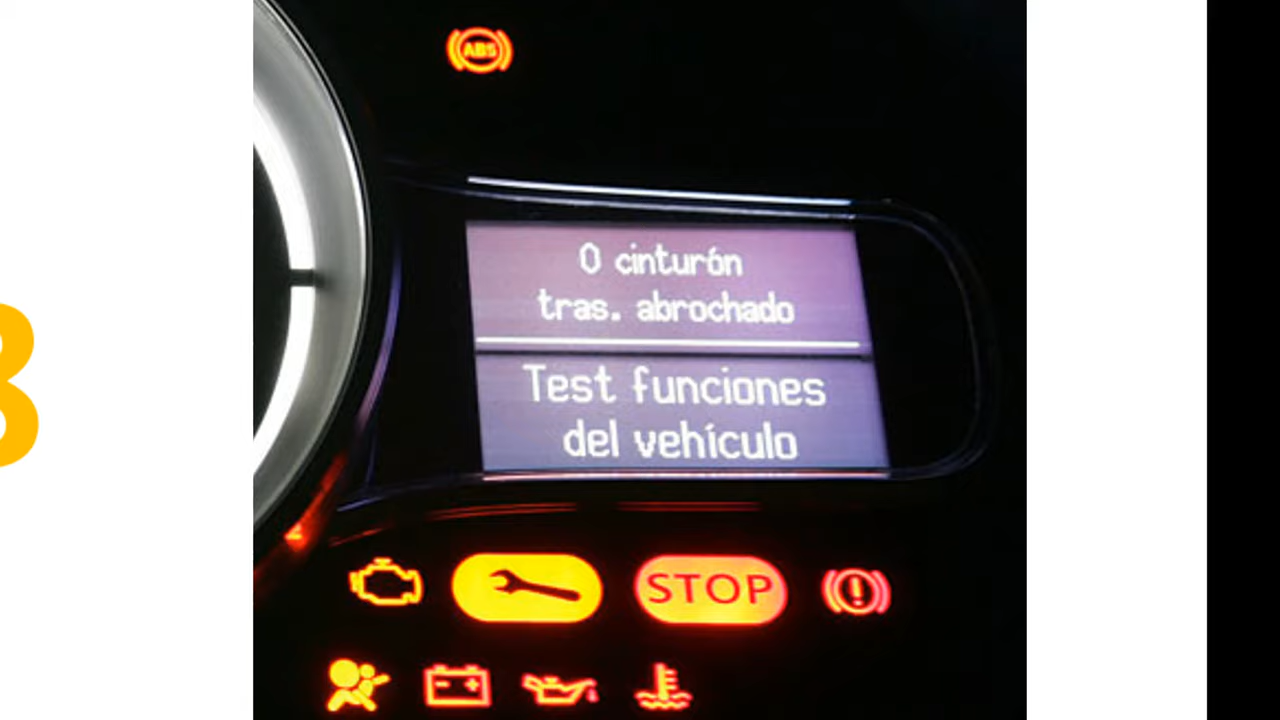 ABS
0 cinturón
tras. abrochado
Test funciones
del vehículo
STOP